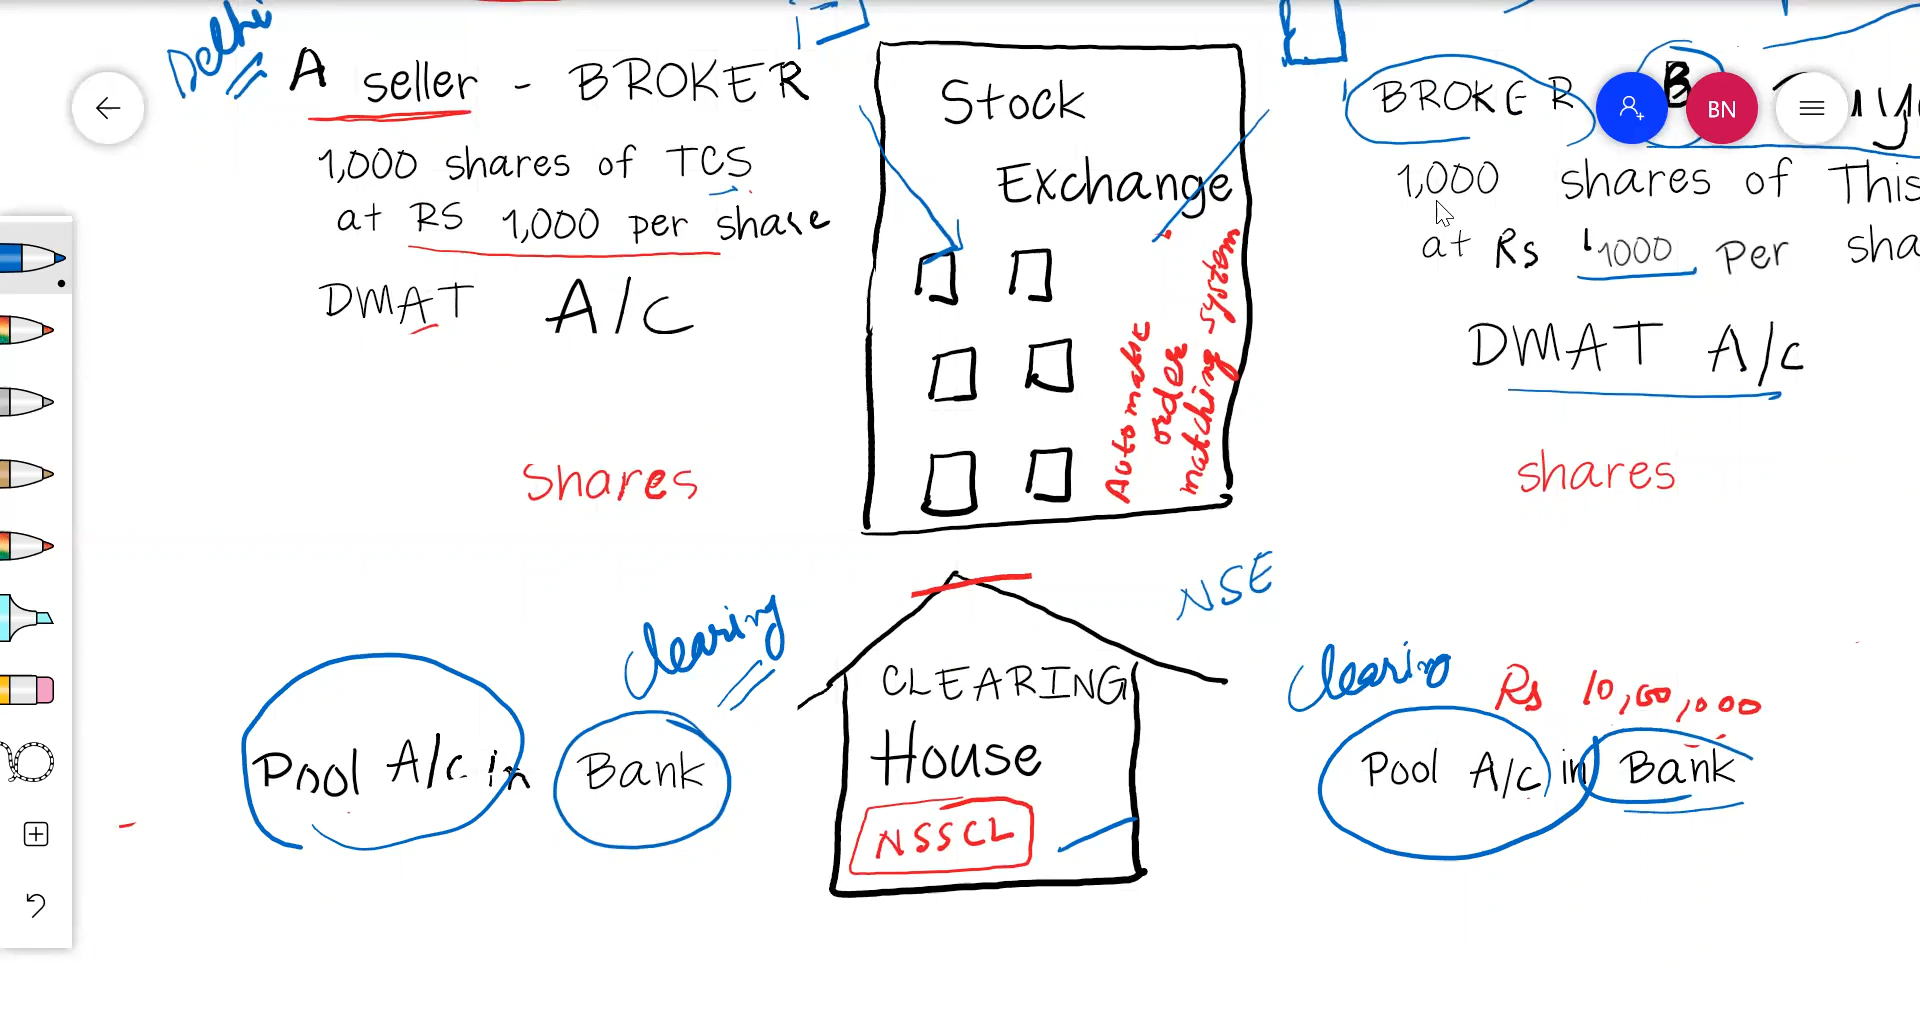 Delhi
A seller - BROKER
1,000 shares of TCS
at RS 1,000 per share
DMAT A/c
Shares
Stock
Exchange
Automatic
order
matching system
BROKER B
BN
1,000 shares of This
at Rs 1000 per sha
DMAT A/c
shares
NSE
clearing
Pool A/c in Bank
CLEARING
House
NSSCL
clearing
Rs 10,00,000
Pool A/c in Bank